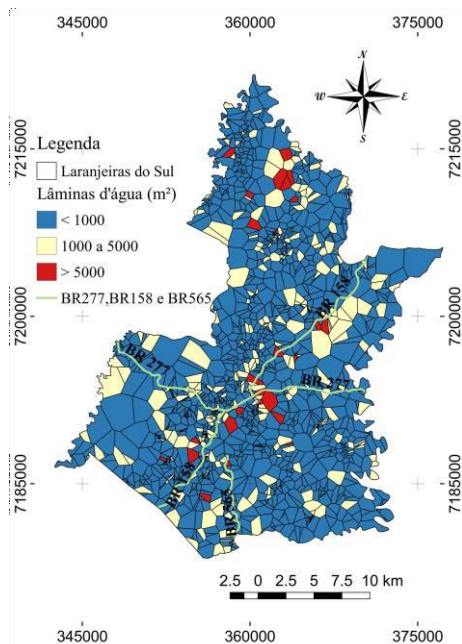 345000 360000 375000
N
W E
S
7215000
7200000
7185000
Legenda
Laranjeiras do Sul
Lâminas d'água (m²)
< 1000
1000 a 5000
> 5000
BR277,BR158 e BR565
7215000
7200000
7185000
BR 158
BR 277
BR 277
BR 158
BR 565
2.5 0 2.5 5 7.5 10 km
345000 360000 375000